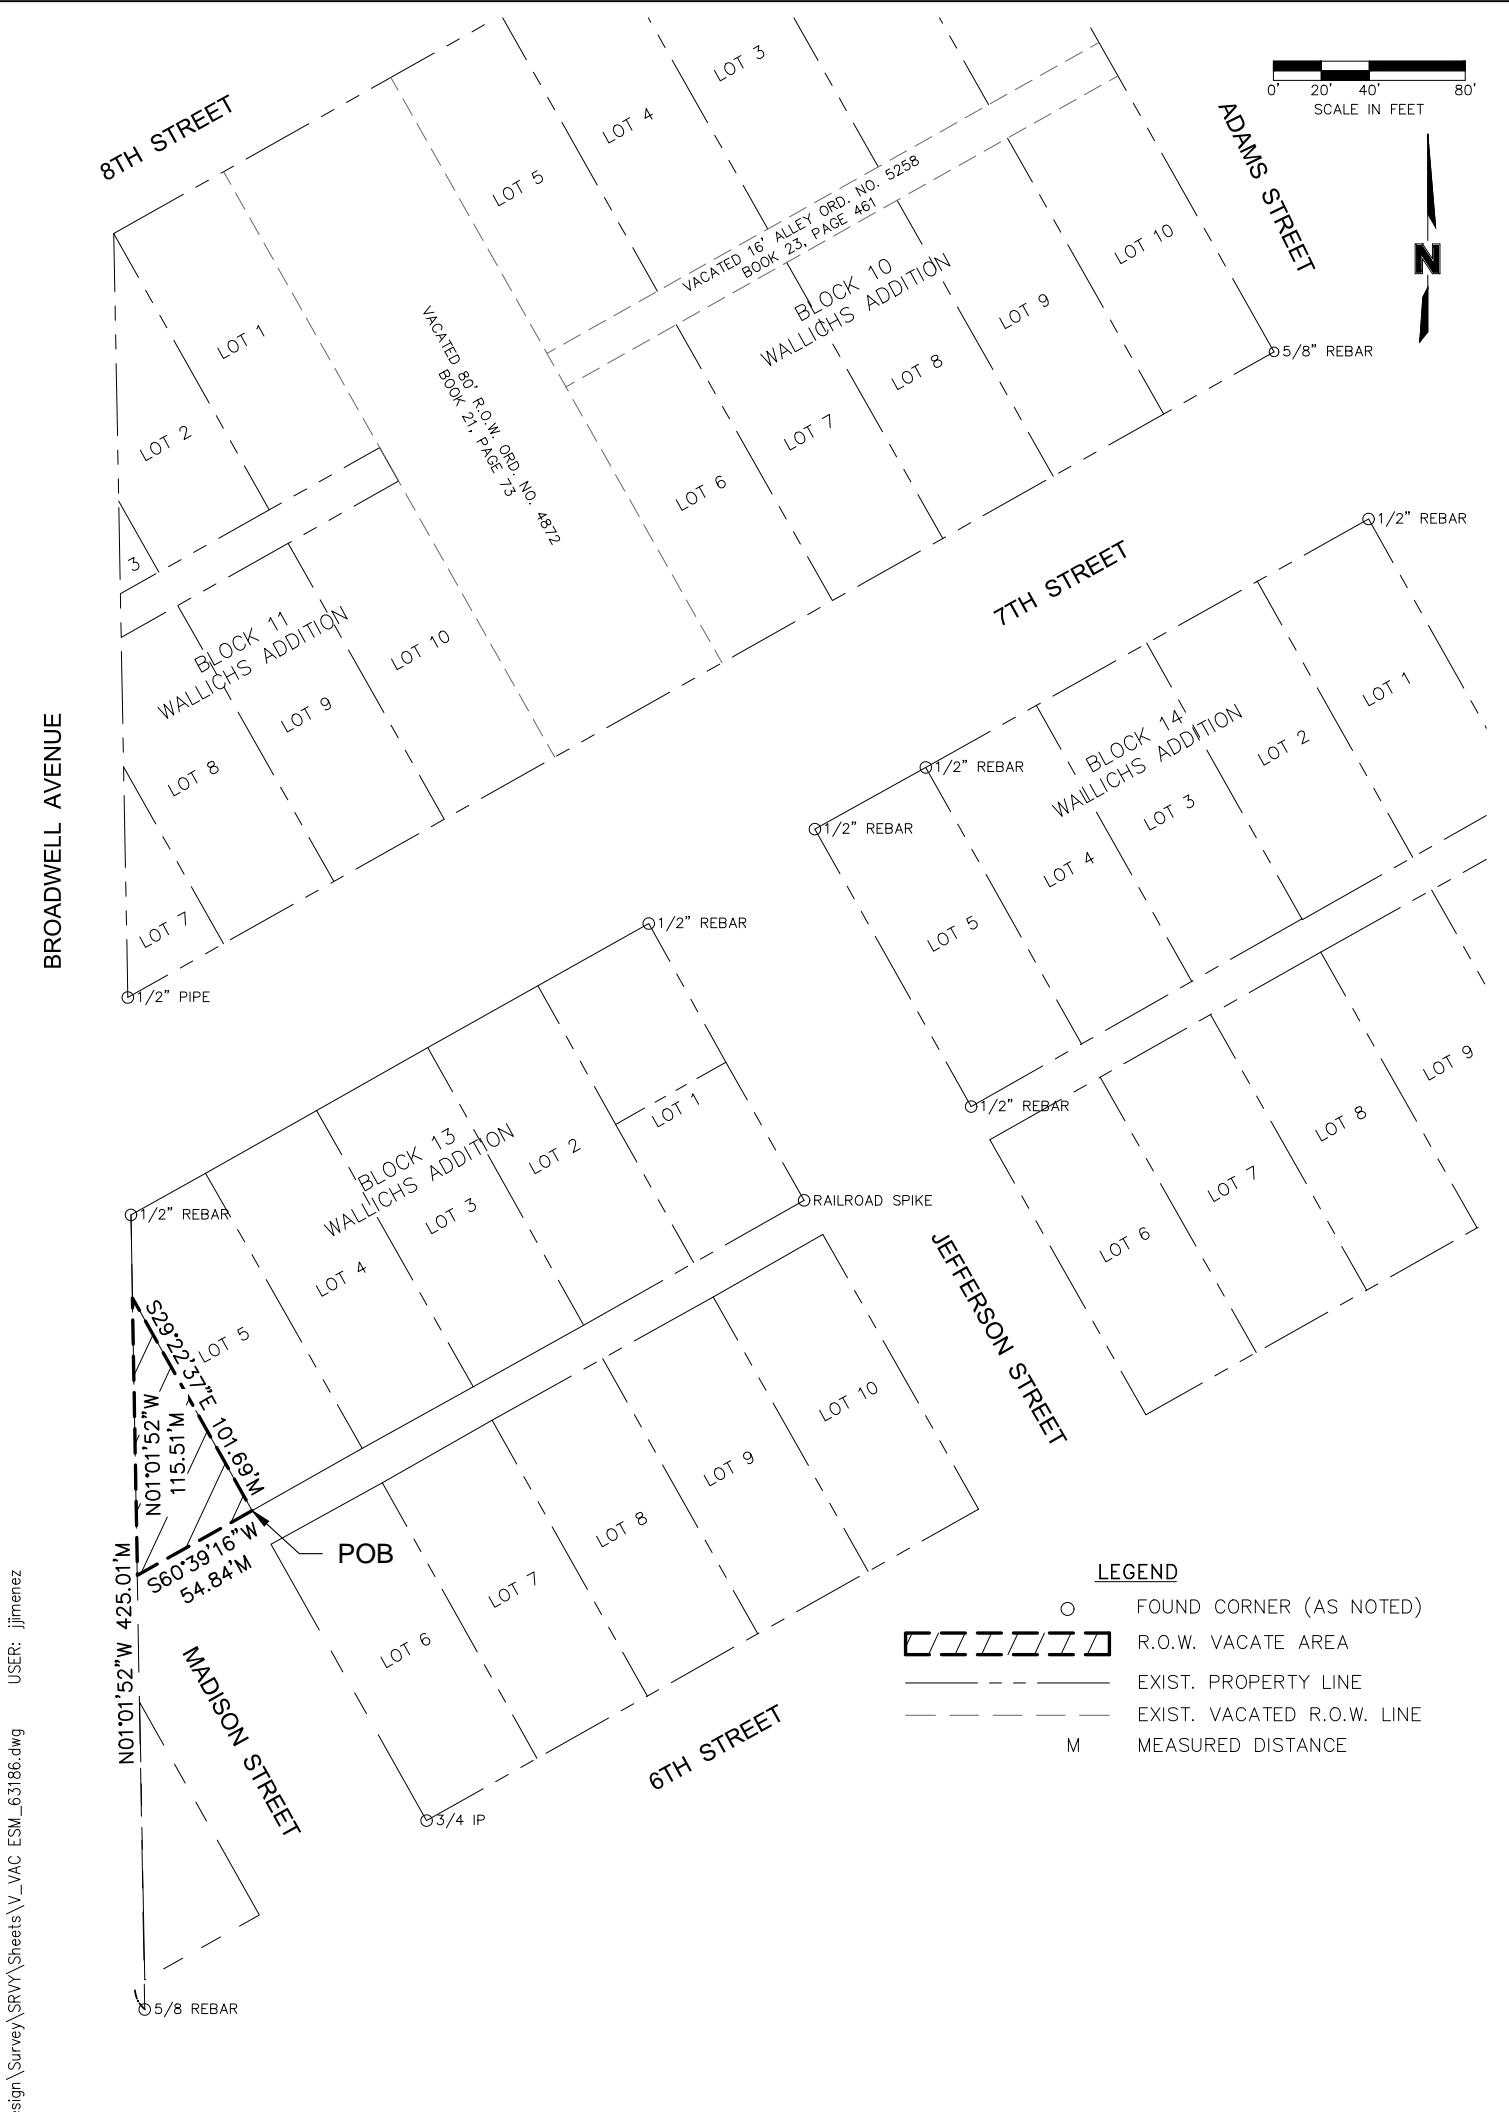 8TH STREET
LOT 3
LOT 4
LOT 5
0' 20' 40' 80'
SCALE IN FEET
ADAMS STREET
N
VACATED 16' ALLEY ORD. NO. 5258
BOOK 23, PAGE 461
BLOCK 10
WALLICHS ADDITION
LOT 10
LOT 9
LOT 8
LOT 7
LOT 6
5/8" REBAR
LOT 1
LOT 2
3
VACATED 80' R.O.W. ORD. NO. 4872
BOOK 21, PAGE 73
BLOCK 11
WALLICHS ADDITION
LOT 10
LOT 9
LOT 8
LOT 7
1/2" PIPE
BROADWELL AVENUE
7TH STREET
1/2" REBAR
1/2" REBAR
1/2" REBAR
BLOCK 14
WALLICHS ADDITION
LOT 1
LOT 2
LOT 3
LOT 4
LOT 5
1/2" REBAR
LOT 9
LOT 8
LOT 7
LOT 6
1/2" REBAR
BLOCK 13
WALLICHS ADDITION
LOT 1
LOT 2
LOT 3
LOT 4
LOT 5
1/2" REBAR
RAILROAD SPIKE
JEFFERSON STREET
S29°22'37"E 101.69'M
N01°01'52"W
115.51'M
S60°39'16"W
54.84'M
POB
N01°01'52"W 425.01'M
LOT 10
LOT 9
LOT 8
LOT 7
LOT 6
MADISON STREET
6TH STREET
3/4 IP
5/8 REBAR
LEGEND
FOUND CORNER (AS NOTED)
R.O.W. VACATE AREA
EXIST. PROPERTY LINE
EXIST. VACATED R.O.W. LINE
M MEASURED DISTANCE
esign\Survey\SRVY\Sheets\V_VAC ESM_63186.dwg USER: jjimenez